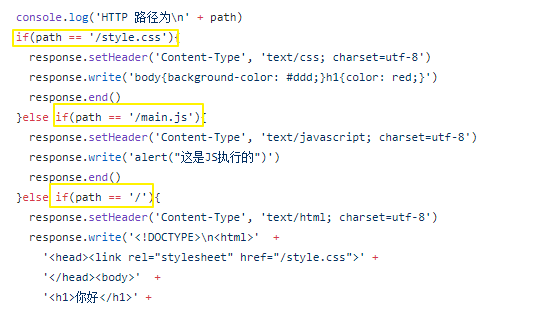 console.log('HTTP 路径为\n' + path)
if(path == '/style.css'){
response.setHeader('Content-Type', 'text/css; charset=utf-8')
response.write('body{background-color: #ddd;}h1{color: red;}')
response.end()
}else if(path == '/main.js'){
response.setHeader('Content-Type', 'text/javascript; charset=utf-8')
response.write('alert("这是JS执行的")')
response.end()
}else if(path == '/'){
response.setHeader('Content-Type', 'text/html; charset=utf-8')
response.write('<!DOCTYPE>\n<html>' +
'<head><link rel="stylesheet" href="/style.css">' +
'</head><body>' +
'<h1>你好</h1>' +